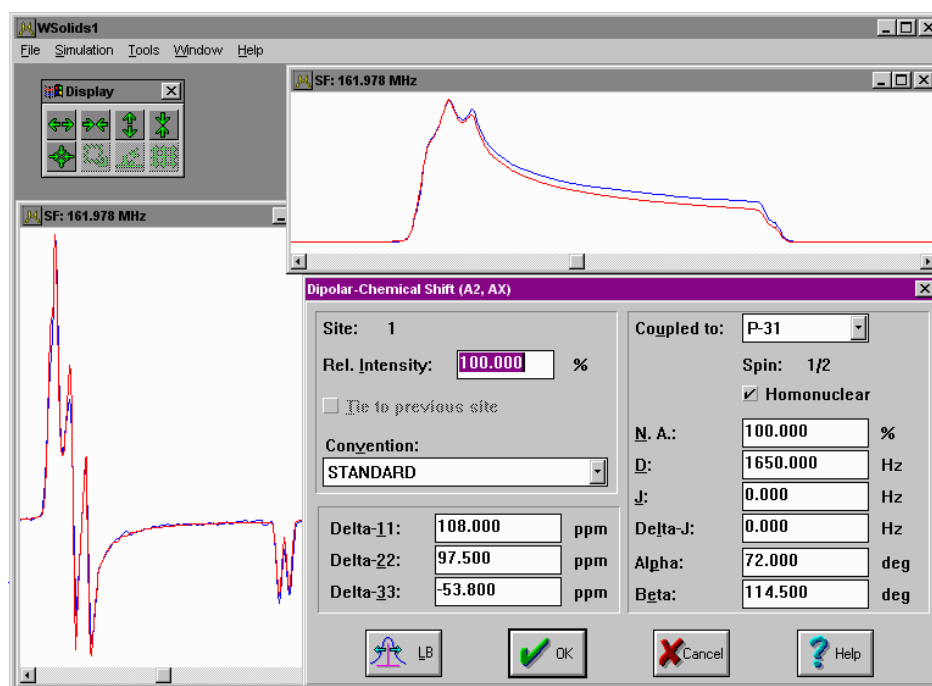 WSolids1
File Simulation Tools Window Help
Display
SF: 161.978 MHz
SF: 161.978 MHz
Dipolar-Chemical Shift (A2, AX)
Site: 1
Rel. Intensity: 100.000 %
Tie to previous site
Convention:
STANDARD
Delta-11: 108.000 ppm
Delta-22: 97.500 ppm
Delta-33: -53.800 ppm
Coupled to: P-31
Spin: 1/2
Homonuclear
N. A.: 100.000 %
D: 1650.000 Hz
J: 0.000 Hz
Delta-J: 0.000 Hz
Alpha: 72.000 deg
Beta: 114.500 deg
LB OK Cancel Help